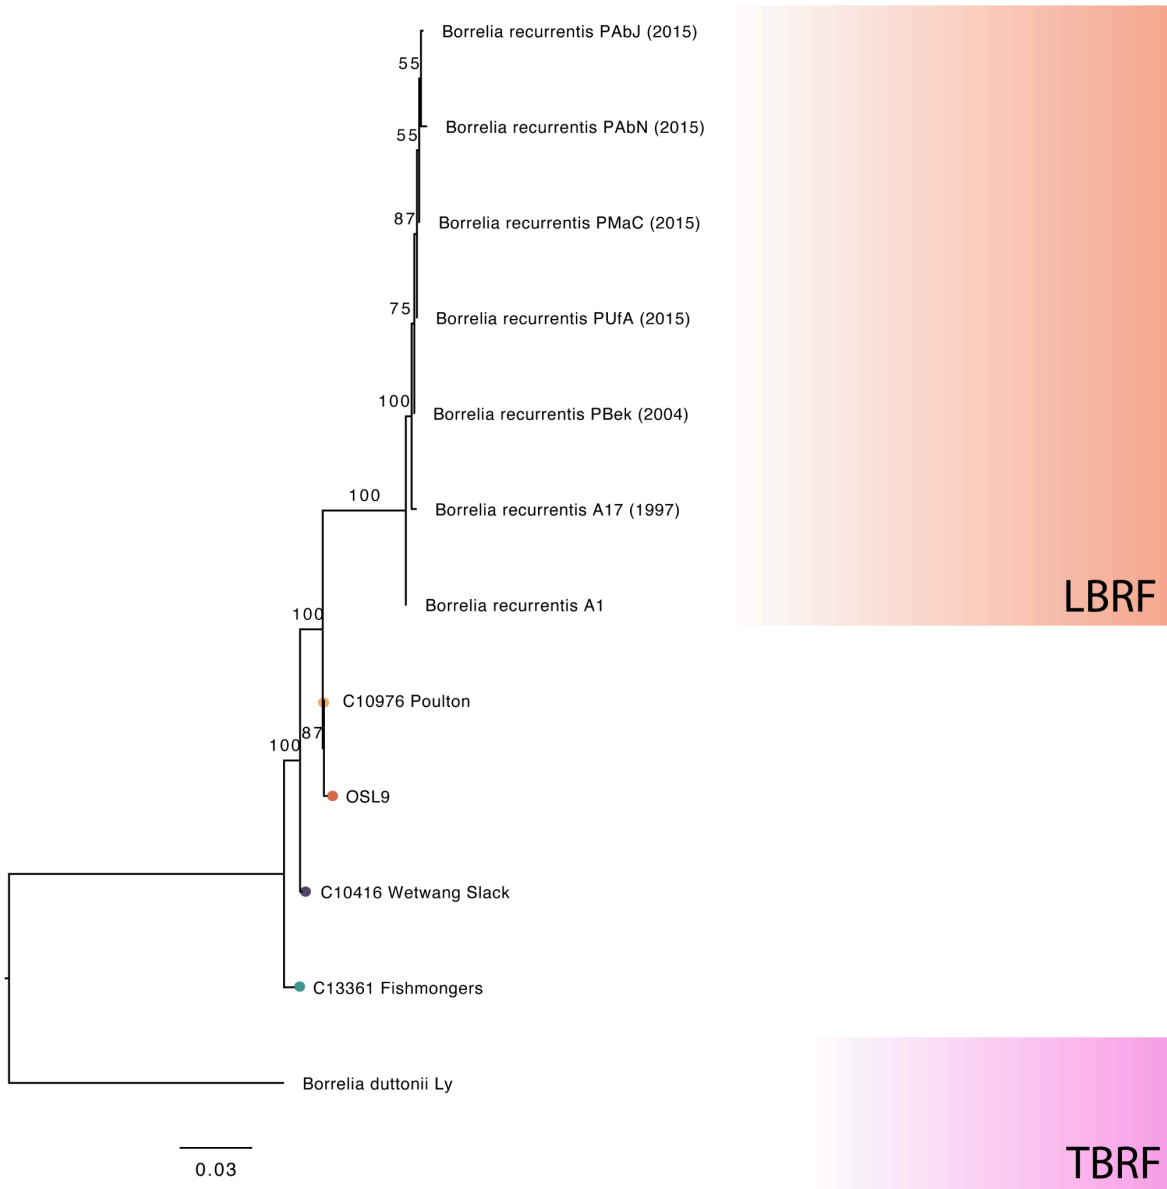 Borrelia recurrentis PAbJ (2015)
55
Borrelia recurrentis PAbN (2015)
55
87
Borrelia recurrentis PMaC (2015)
75
Borrelia recurrentis PUfA (2015)
100
Borrelia recurrentis PBek (2004)
100
Borrelia recurrentis A17 (1997)
LBRF
Borrelia recurrentis A1
100
C10976 Poulton
87
100
OSL9
C10416 Wetwang Slack
C13361 Fishmongers
Borrelia duttonii Ly
TBRF
0.03